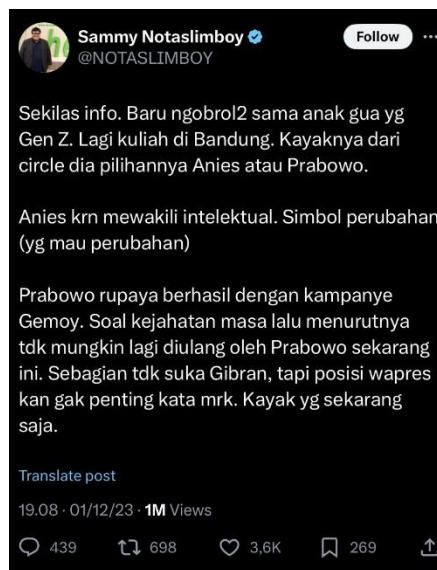 Sammy Notaslimboy
@NOTASLIMBOY
Follow
Sekilas info. Baru ngobrol2 sama anak gua yg
Gen Z. Lagi kuliah di Bandung. Kayaknya dari
circle dia pilihannya Anies atau Prabowo.
Anies krn mewakili intelektual. Simbol perubahan
(yg mau perubahan)
Prabowo rupaya berhasil dengan kampanye
Gemoy. Soal kejahatan masa lalu menurutnya
tdk mungkin lagi diulang oleh Prabowo sekarang
ini. Sebagian tdk suka Gibran, tapi posisi wapres
kan gak penting kata mrk. Kayak yg sekarang
saja.
Translate post
19.08 · 01/12/23 · 1M Views
439 698 3,6K 269